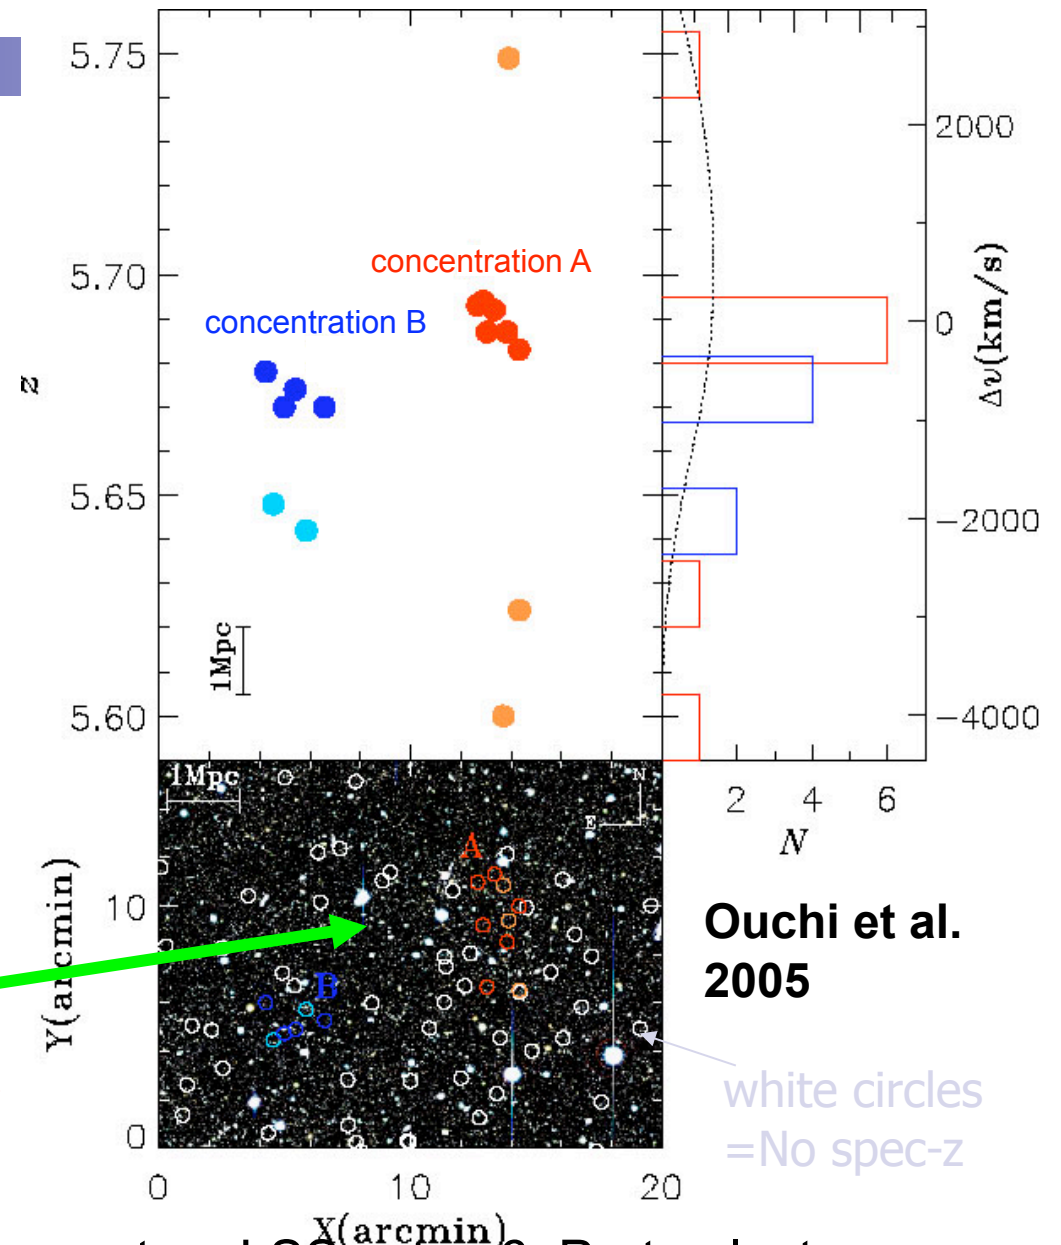 5.75
5.70
5.65
5.60
z
concentration A
concentration B
1Mpc
2000
0
−2000
−4000
Δv(km/s)
2 4 6
N
1Mpc
N
E
A
B
10
0
Y(arcmin)
0 10 20
X(arcmin)
Ouchi et al.
2005
white circles
=No spec-z